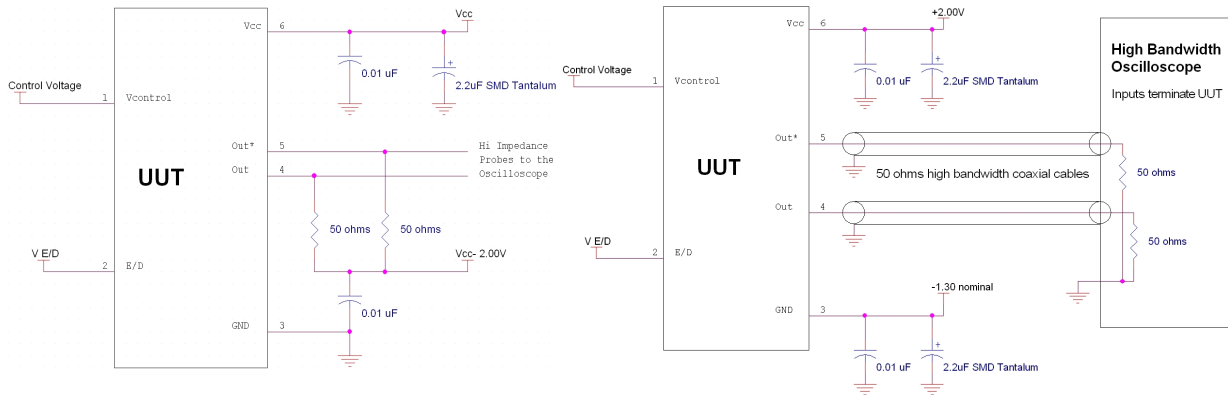 Vcc
Vcc
6
0.01 uF
2.2uF SMD Tantalum
+
Control Voltage
1
Vcontrol
UUT
Out*
5
Out
4
Hi Impedance
Probes to the
Oscilloscope
50 ohms
50 ohms
V E/D
2
E/D
Vcc- 2.00V
0.01 uF
GND
3
Vcc
6
+2.00V
0.01 uF
+
2.2uF SMD Tantalum
Control Voltage
1
Vcontrol
UUT
Out*
5
50 ohms high bandwidth coaxial cables
Out
4
V E/D
2
E/D
-1.30 nominal
GND
3
0.01 uF
+
2.2uF SMD Tantalum
High Bandwidth
Oscilloscope
Inputs terminate UUT
50 ohms
50 ohms